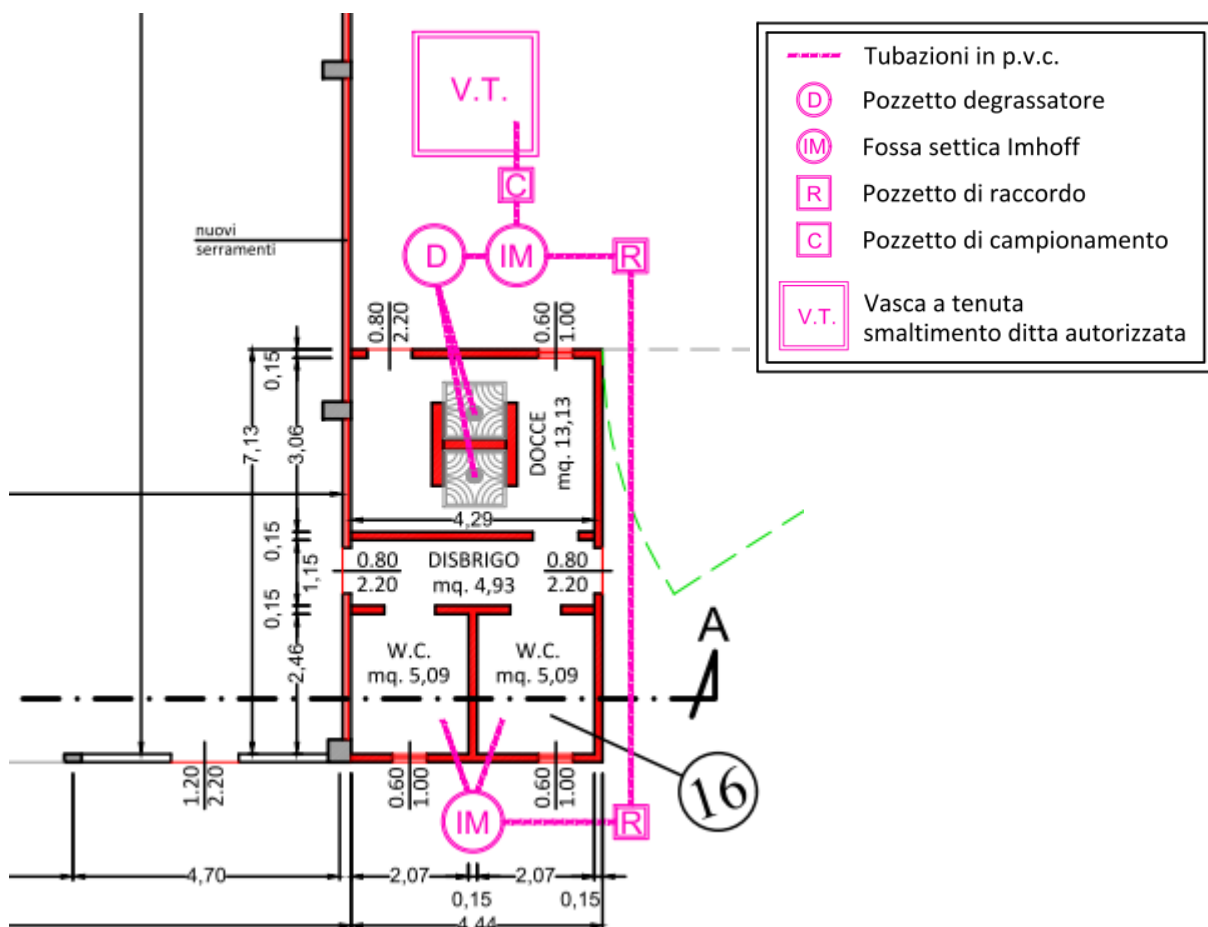 V.T.
C
D
IM
R
nuovi
serramenti
0.80
2.20
0.60
1.00
0,15
7,13
3,06
DOCCE
mq. 13,13
4,29
0,15
1,15
0,15
0.80
2.20
DISBRIGO
mq. 4,93
0.80
2.20
2,46
W.C.
mq. 5,09
W.C.
mq. 5,09
A
16
1.20
2.20
0.60
1.00
0.60
1.00
IM
R
4,70
2,07
2,07
0,15
0,15
4,44
Tubazioni in p.v.c.
D Pozzetto degrassatore
IM Fossa settica Imhoff
R Pozzetto di raccordo
C Pozzetto di campionamento
V.T. Vasca a tenuta
smaltimento ditta autorizzata